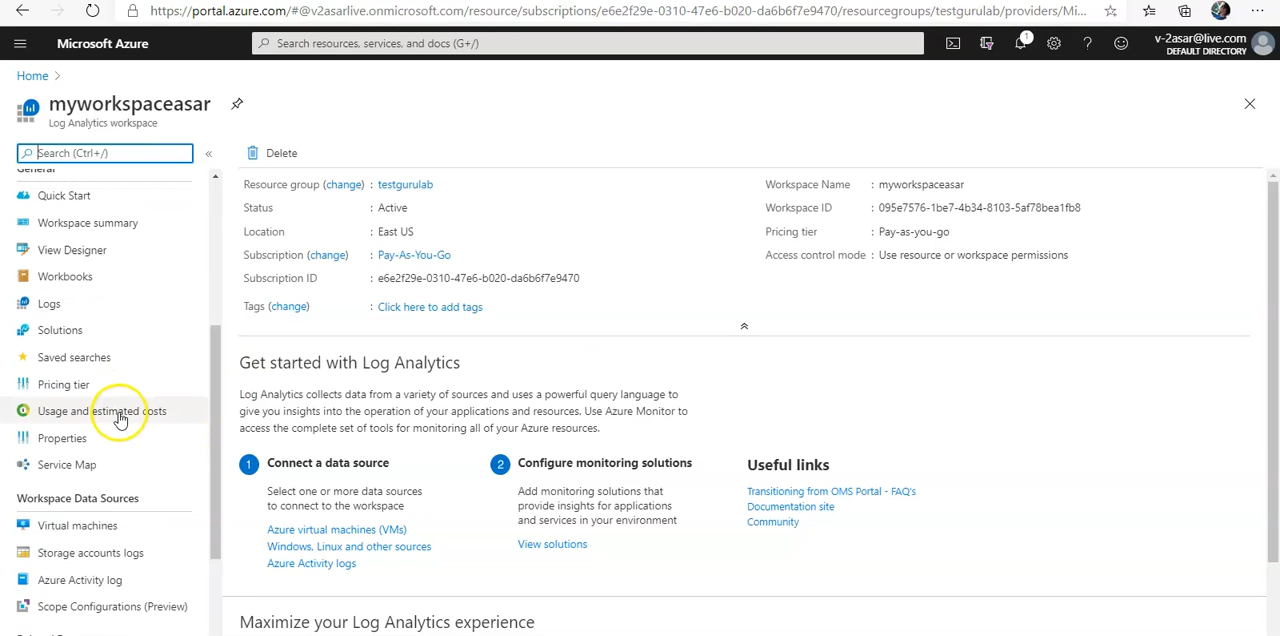 https://portal.azure.com/#@v2asarlive.onmicrosoft.com/resource/subscriptions/e6e2f29e-0310-47e6-b020-da6b6f7e9470/resourcegroups/testgurulab/providers/Mi...
Microsoft Azure
Search resources, services, and docs (G+/)
1
v-2asar@live.com
DEFAULT DIRECTORY
Home
myworkspaceasar
Log Analytics workspace
Search (Ctrl+/)
«
Delete
General
Quick Start
Workspace summary
View Designer
Workbooks
Logs
Solutions
Saved searches
Pricing tier
Usage and estimated costs
Properties
Service Map
Workspace Data Sources
Virtual machines
Storage accounts logs
Azure Activity log
Scope Configurations (Preview)
Resource group (change) : testgurulab
Status : Active
Location : East US
Subscription (change) : Pay-As-You-Go
Subscription ID : e6e2f29e-0310-47e6-b020-da6b6f7e9470
Tags (change) : Click here to add tags
Workspace Name : myworkspaceasar
Workspace ID : 095e7576-1be7-4b34-8103-5af78bea1fb8
Pricing tier : Pay-as-you-go
Access control mode : Use resource or workspace permissions
Get started with Log Analytics
Log Analytics collects data from a variety of sources and uses a powerful query language to
give you insights into the operation of your applications and resources. Use Azure Monitor to
access the complete set of tools for monitoring all of your Azure resources.
1 Connect a data source
Select one or more data sources
to connect to the workspace
Azure virtual machines (VMs)
Windows, Linux and other sources
Azure Activity logs
2 Configure monitoring solutions
Add monitoring solutions that
provide insights for applications
and services in your environment
View solutions
Useful links
Transitioning from OMS Portal - FAQ's
Documentation site
Community
Maximize your Log Analytics experience